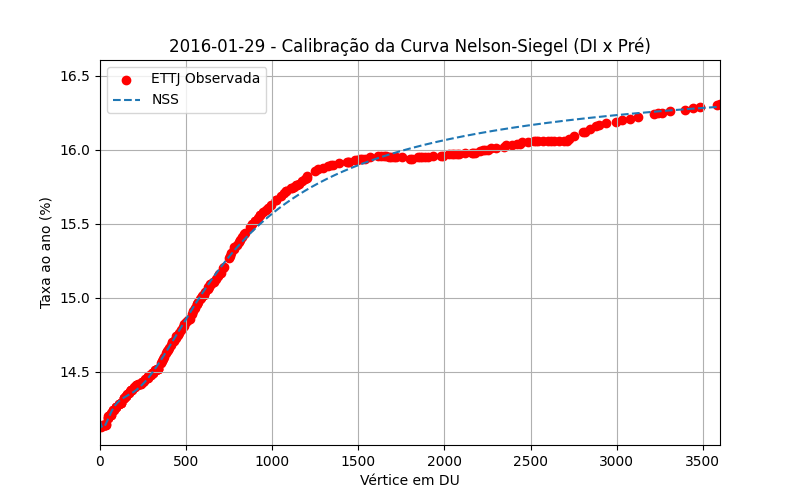 2016-01-29 - Calibração da Curva Nelson-Siegel (DI x Pré)
ETTJ Observada
NSS
Taxa ao ano (%)
16.5
16.0
15.5
15.0
14.5
0 500 1000 1500 2000 2500 3000 3500
Vértice em DU